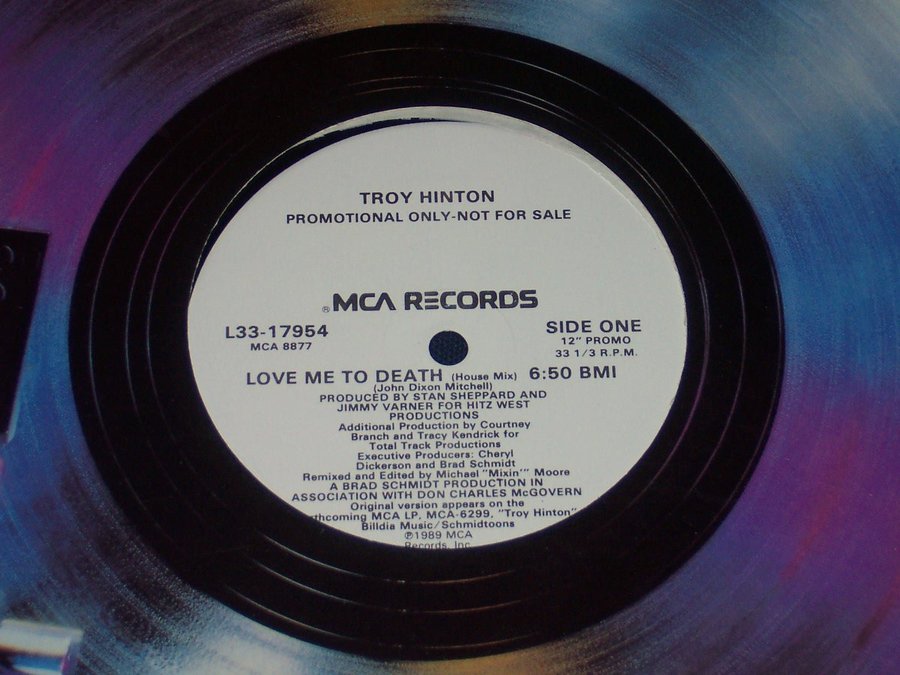 TROY HINTON
PROMOTIONAL ONLY-NOT FOR SALE
® MCA RECORDS
L33-17954
MCA 8877
SIDE ONE
12" PROMO
33 1/3 R.P.M.
LOVE ME TO DEATH (House Mix) 6:50 BMI
(John Dixon Mitchell)
PRODUCED BY STAN SHEPPARD AND
JIMMY VARNER FOR HITZ WEST
PRODUCTIONS
Additional Production by Courtney
Branch and Tracy Kendrick for
Total Track Productions
Executive Producers: Cheryl
Dickerson and Brad Schmidt
Remixed and Edited by Michael "Mixin'" Moore
A BRAD SCHMIDT PRODUCTION IN
ASSOCIATION WITH DON CHARLES McGOVERN
Original version appears on the
rthcoming MCA LP, MCA-6299, "Troy Hinton"
Billdia Music/Schmidtoons
℗1989 MCA
Records, Inc.